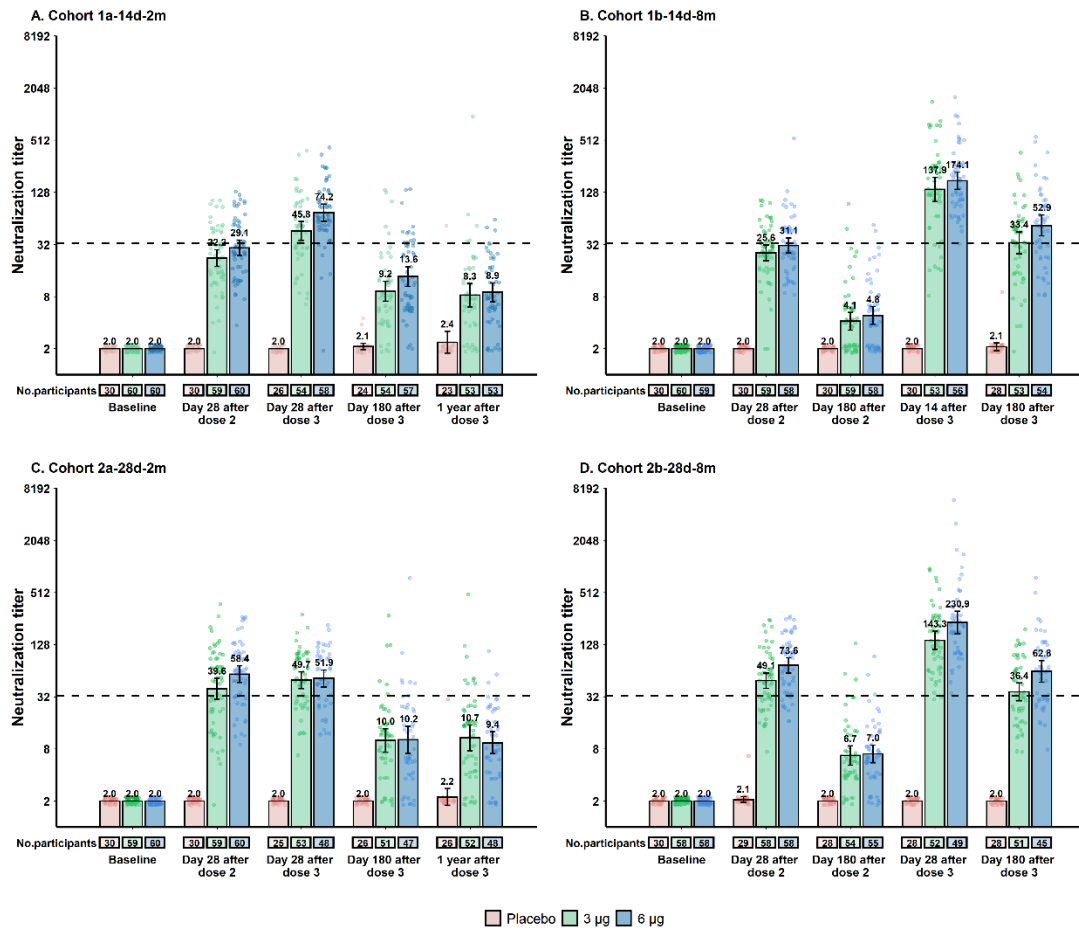 A. Cohort 1a-14d-2m
Neutralization titer
8192
2048
512
128
32
8
2
2.0 2.0 2.0
2.0 29.1
2.0 45.8 74.2
2.1 9.2 13.6
2.4 8.3 8.9
No.participants 30 60 60 30 59 60 26 54 58 24 54 57 23 53 53
Baseline Day 28 after Day 28 after Day 180 after 1 year after
dose 2 dose 3 dose 3 dose 3
B. Cohort 1b-14d-8m
Neutralization titer
8192
2048
512
128
32
8
2
2.0 2.0 2.0
2.0 25.6 31.1
2.0 4.1 4.8
2.0 137.9 174.1
2.1 33.4 52.9
No.participants 30 60 59 30 59 58 30 59 58 30 53 56 28 53 54
Baseline Day 28 after Day 180 after Day 14 after Day 180 after
dose 2 dose 2 dose 3 dose 3
C. Cohort 2a-28d-2m
Neutralization titer
8192
2048
512
128
32
8
2
2.0 2.0 2.0
2.0 39.6 58.4
2.0 49.7 51.9
2.0 10.0 10.2
2.2 10.7 9.4
No.participants 30 59 60 30 59 60 25 53 48 26 51 47 26 52 48
Baseline Day 28 after Day 28 after Day 180 after 1 year after
dose 2 dose 3 dose 3 dose 3
D. Cohort 2b-28d-8m
Neutralization titer
8192
2048
512
128
32
8
2
2.0 2.0 2.0
2.1 49.1 73.6
2.0 6.7 7.0
2.0 143.3 230.9
2.0 36.4 62.8
No.participants 30 58 58 29 58 58 28 54 55 28 52 49 28 51 45
Baseline Day 28 after Day 180 after Day 28 after Day 180 after
dose 2 dose 2 dose 3 dose 3
Placebo 3 μg 6 μg